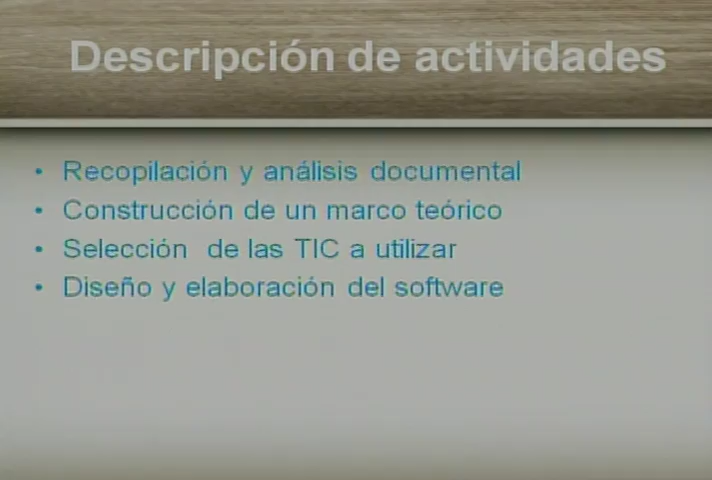 Descripción de actividades
• Recopilación y análisis documental
• Construcción de un marco teórico
• Selección de las TIC a utilizar
• Diseño y elaboración del software